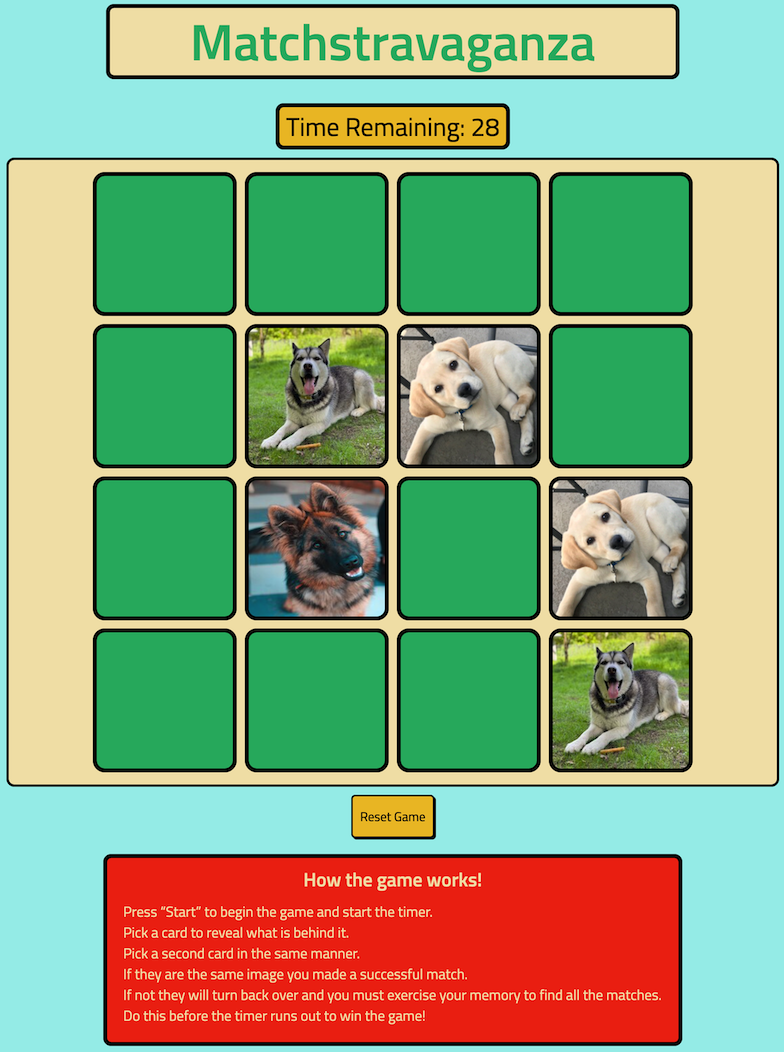 Matchstravaganza
Time Remaining: 28
Reset Game
How the game works!
Press “Start” to begin the game and start the timer.
Pick a card to reveal what is behind it.
Pick a second card in the same manner.
If they are the same image you made a successful match.
If not they will turn back over and you must exercise your memory to find all the matches.
Do this before the timer runs out to win the game!